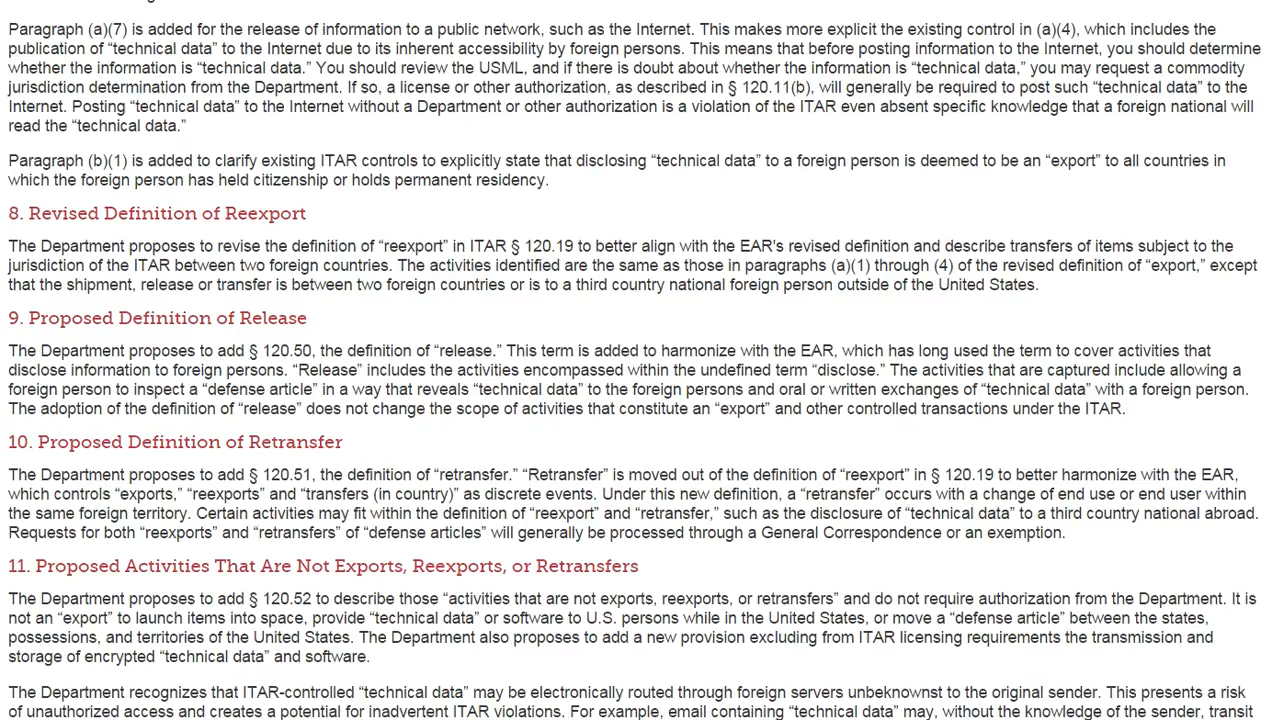 Paragraph (a)(7) is added for the release of information to a public network, such as the Internet. This makes more explicit the existing control in (a)(4), which includes the
publication of “technical data” to the Internet due to its inherent accessibility by foreign persons. This means that before posting information to the Internet, you should determine
whether the information is “technical data.” You should review the USML, and if there is doubt about whether the information is “technical data,” you may request a commodity
jurisdiction determination from the Department. If so, a license or other authorization, as described in § 120.11(b), will generally be required to post such “technical data” to the
Internet. Posting “technical data” to the Internet without a Department or other authorization is a violation of the ITAR even absent specific knowledge that a foreign national will
read the “technical data.”
Paragraph (b)(1) is added to clarify existing ITAR controls to explicitly state that disclosing “technical data” to a foreign person is deemed to be an “export” to all countries in
which the foreign person has held citizenship or holds permanent residency.
8. Revised Definition of Reexport
The Department proposes to revise the definition of “reexport” in ITAR § 120.19 to better align with the EAR's revised definition and describe transfers of items subject to the
jurisdiction of the ITAR between two foreign countries. The activities identified are the same as those in paragraphs (a)(1) through (4) of the revised definition of “export,” except
that the shipment, release or transfer is between two foreign countries or is to a third country national foreign person outside of the United States.
9. Proposed Definition of Release
The Department proposes to add § 120.50, the definition of “release.” This term is added to harmonize with the EAR, which has long used the term to cover activities that
disclose information to foreign persons. “Release” includes the activities encompassed within the undefined term “disclose.” The activities that are captured include allowing a
foreign person to inspect a “defense article” in a way that reveals “technical data” to the foreign persons and oral or written exchanges of “technical data” with a foreign person.
The adoption of the definition of “release” does not change the scope of activities that constitute an “export” and other controlled transactions under the ITAR.
10. Proposed Definition of Retransfer
The Department proposes to add § 120.51, the definition of “retransfer.” “Retransfer” is moved out of the definition of “reexport” in § 120.19 to better harmonize with the EAR,
which controls “exports,” “reexports” and “transfers (in country)” as discrete events. Under this new definition, a “retransfer” occurs with a change of end use or end user within
the same foreign territory. Certain activities may fit within the definition of “reexport” and “retransfer,” such as the disclosure of “technical data” to a third country national abroad.
Requests for both “reexports” and “retransfers” of “defense articles” will generally be processed through a General Correspondence or an exemption.
11. Proposed Activities That Are Not Exports, Reexports, or Retransfers
The Department proposes to add § 120.52 to describe those “activities that are not exports, reexports, or retransfers” and do not require authorization from the Department. It is
not an “export” to launch items into space, provide “technical data” or software to U.S. persons while in the United States, or move a “defense article” between the states,
possessions, and territories of the United States. The Department also proposes to add a new provision excluding from ITAR licensing requirements the transmission and
storage of encrypted “technical data” and software.
The Department recognizes that ITAR-controlled “technical data” may be electronically routed through foreign servers unbeknownst to the original sender. This presents a risk
of unauthorized access and creates a potential for inadvertent ITAR violations. For example, email containing “technical data” may, without the knowledge of the sender, transit